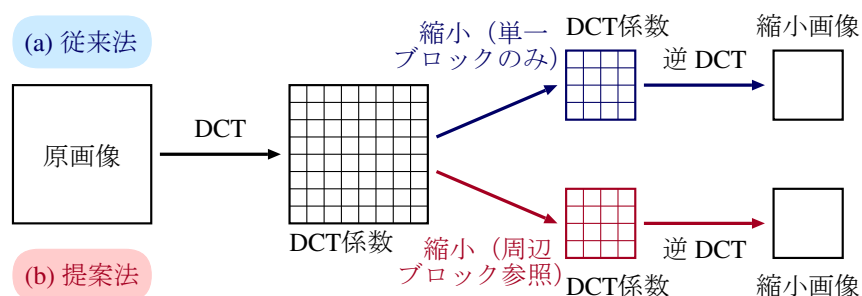 (a) 従来法
縮小（単一
ブロックのみ）
DCT係数
縮小画像
逆 DCT
原画像
DCT
DCT係数
縮小（周辺
ブロック参照）
逆 DCT
DCT係数
縮小画像
(b) 提案法